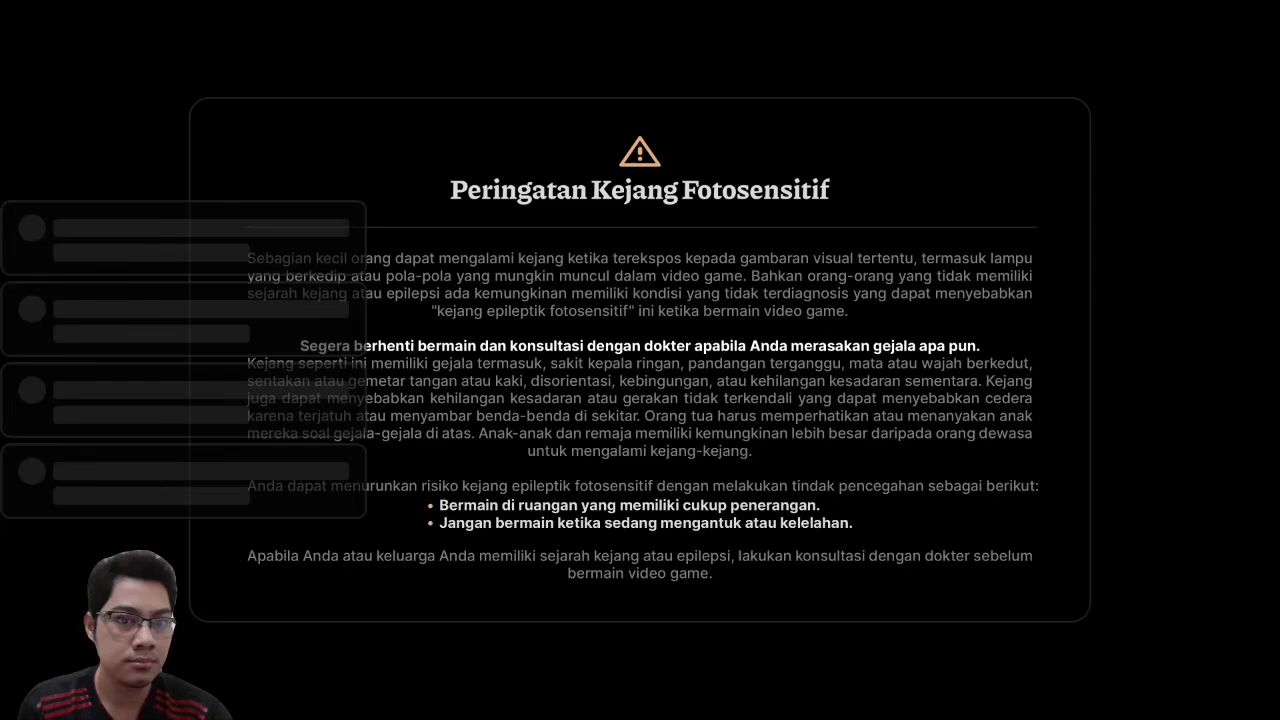 Peringatan Kejang Fotosensitif
Sebagian kecil orang dapat mengalami kejang ketika terekspos kepada gambaran visual tertentu, termasuk lampu
yang berkedip atau pola-pola yang mungkin muncul dalam video game. Bahkan orang-orang yang tidak memiliki
sejarah kejang atau epilepsi ada kemungkinan memiliki kondisi yang tidak terdiagnosis yang dapat menyebabkan
"kejang epileptik fotosensitif" ini ketika bermain video game.
Segera berhenti bermain dan konsultasi dengan dokter apabila Anda merasakan gejala apa pun.
Kejang seperti ini memiliki gejala termasuk, sakit kepala ringan, pandangan terganggu, mata atau wajah berkedut,
sentakan atau gemetar tangan atau kaki, disorientasi, kebingungan, atau kehilangan kesadaran sementara. Kejang
juga dapat menyebabkan kehilangan kesadaran atau gerakan tidak terkendali yang dapat menyebabkan cedera
karena terjatuh atau menyambar benda-benda di sekitar. Orang tua harus memperhatikan atau menanyakan anak
mereka soal gejala-gejala di atas. Anak-anak dan remaja memiliki kemungkinan lebih besar daripada orang dewasa
untuk mengalami kejang-kejang.
Anda dapat menurunkan risiko kejang epileptik fotosensitif dengan melakukan tindak pencegahan sebagai berikut:
• Bermain di ruangan yang memiliki cukup penerangan.
• Jangan bermain ketika sedang mengantuk atau kelelahan.
Apabila Anda atau keluarga Anda memiliki sejarah kejang atau epilepsi, lakukan konsultasi dengan dokter sebelum
bermain video game.